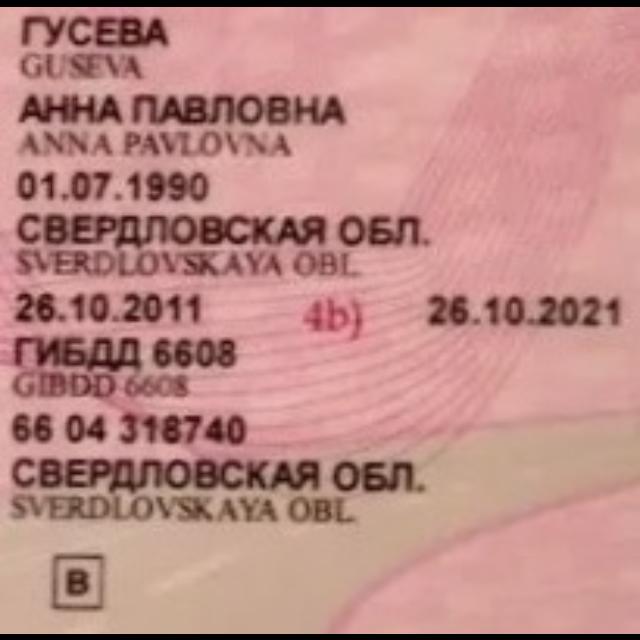 ГУСЕВА
GUSEVA
АННА ПАВЛОВНА
ANNA PAVLOVNA
01.07.1990
СВЕРДЛОВСКАЯ ОБЛ.
SVERDLOVSKAYA OBL.
26.10.2011 4b) 26.10.2021
ГИБДД 6608
GIBDD 6608
66 04 318740
СВЕРДЛОВСКАЯ ОБЛ.
SVERDLOVSKAYA OBL.
B